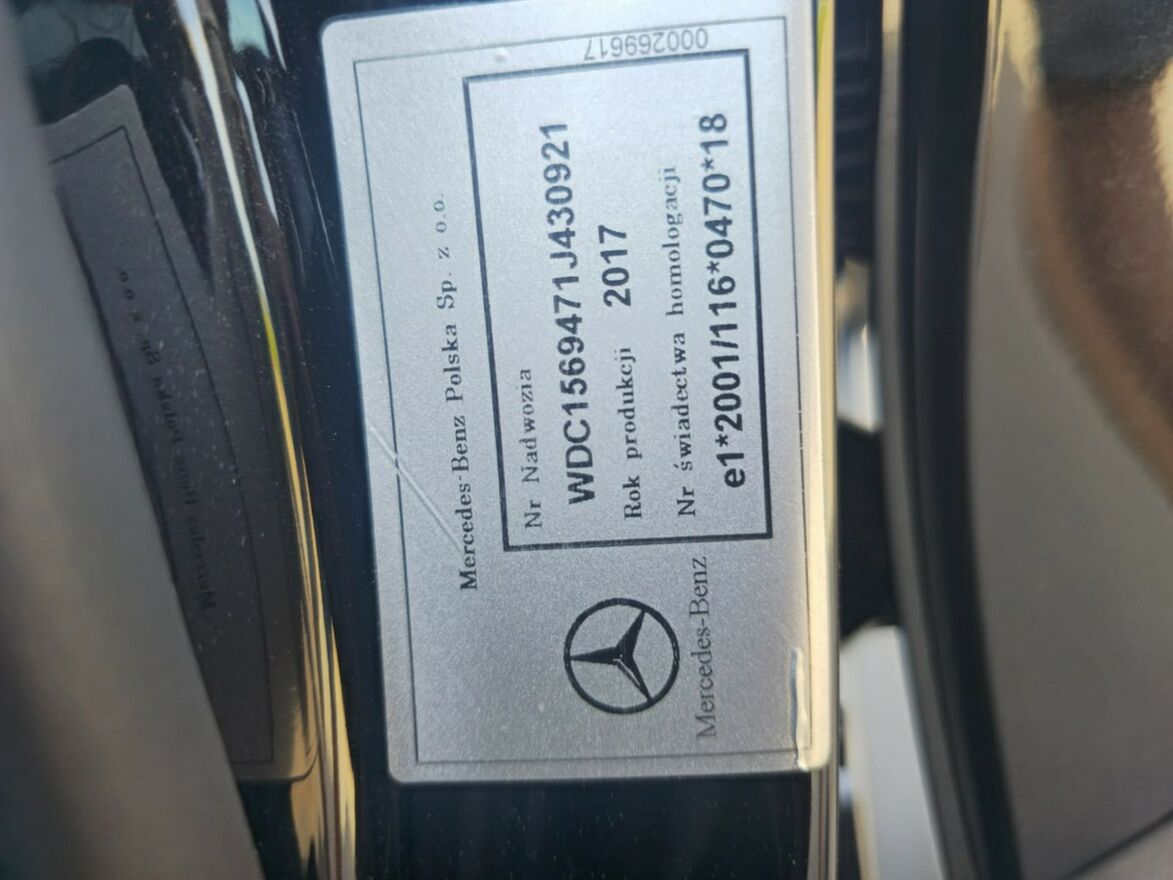 000269617
Mercedes-Benz Polska Sp. z o.o.
Nr Nadwozia
WDC1569471J430921
Rok produkcji 2017
Nr świadectwa homologacji
e1*2001/116*0470*18
Mercedes-Benz